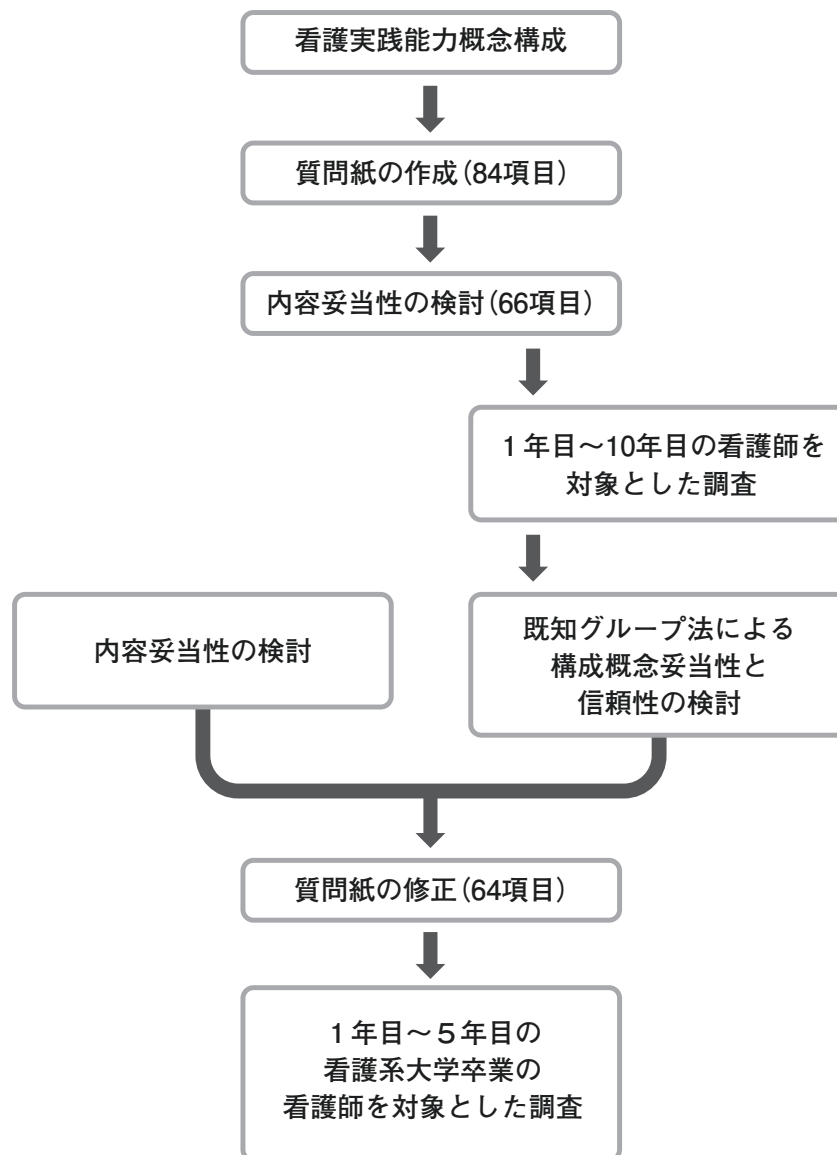 看護実践能力概念構成
質問紙の作成(84項目)
内容妥当性の検討(66項目)
1年目〜10年目の看護師を
対象とした調査
内容妥当性の検討
既知グループ法による
構成概念妥当性と
信頼性の検討
質問紙の修正(64項目)
1年目〜5年目の
看護系大学卒業の
看護師を対象とした調査